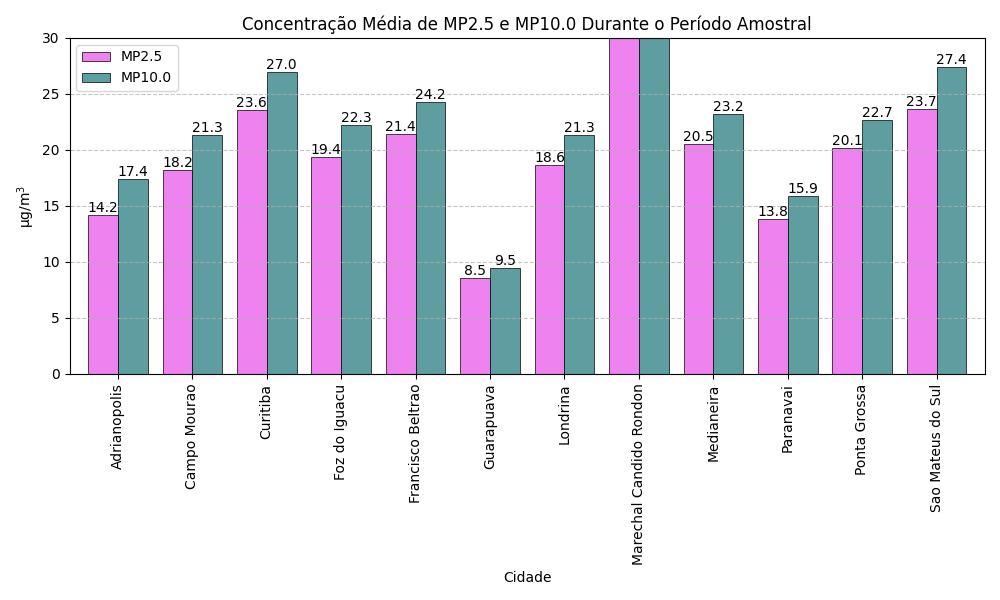 Concentração Média de MP2.5 e MP10.0 Durante o Período Amostral
MP2.5
MP10.0
µg/m³
30
25
20
15
10
5
0
14.2
17.4
18.2
21.3
23.6
27.0
19.4
22.3
21.4
24.2
8.5
9.5
18.6
21.3
20.5
23.2
13.8
15.9
20.1
22.7
23.7
27.4
Adrianopolis
Campo Mourao
Curitiba
Foz do Iguacu
Francisco Beltrao
Guarapuava
Londrina
Marechal Candido Rondon
Medianeira
Paranavai
Ponta Grossa
Sao Mateus do Sul
Cidade